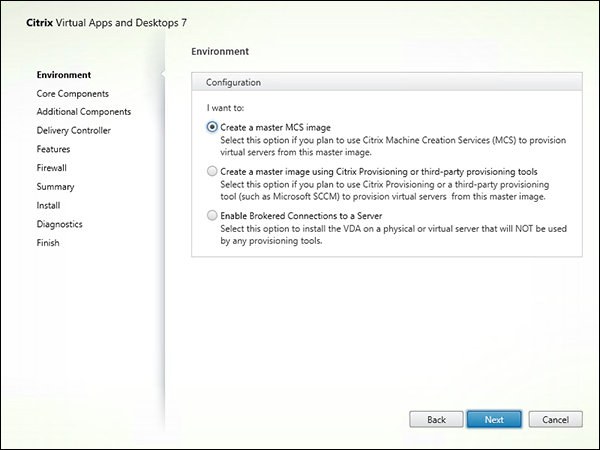 Citrix Virtual Apps and Desktops 7
Environment
Core Components
Additional Components
Delivery Controller
Features
Firewall
Summary
Install
Diagnostics
Finish
Environment
Configuration
I want to:
Create a master MCS image
Select this option if you plan to use Citrix Machine Creation Services (MCS) to provision
virtual servers from this master image.
Create a master image using Citrix Provisioning or third-party provisioning tools
Select this option if you plan to use Citrix Provisioning or a third-party provisioning
tool (such as Microsoft SCCM) to provision virtual servers from this master image.
Enable Brokered Connections to a Server
Select this option to install the VDA on a physical or virtual server that will NOT be used
by any provisioning tools.
Back
Next
Cancel